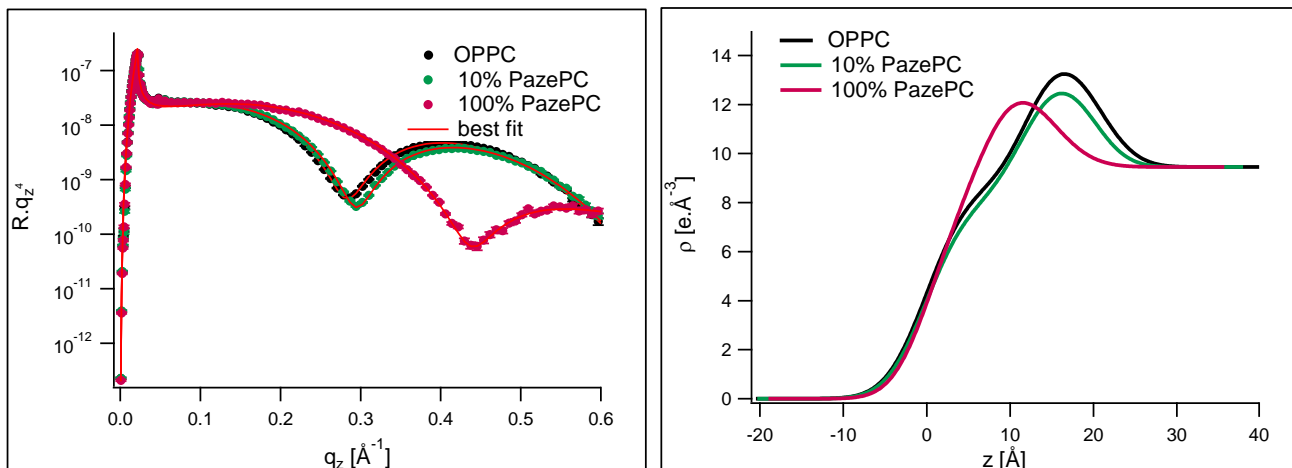 OPPC
10% PazePC
100% PazePC
best fit
10⁻⁷
10⁻⁸
10⁻⁹
10⁻¹⁰
10⁻¹¹
10⁻¹²
R.q_z⁴
0.0 0.1 0.2 0.3 0.4 0.5 0.6
q_z [Å⁻¹]
OPPC
10% PazePC
100% PazePC
14
12
10
8
6
4
2
0
ρ [e.Å⁻³]
-20 -10 0 10 20 30 40
z [Å]